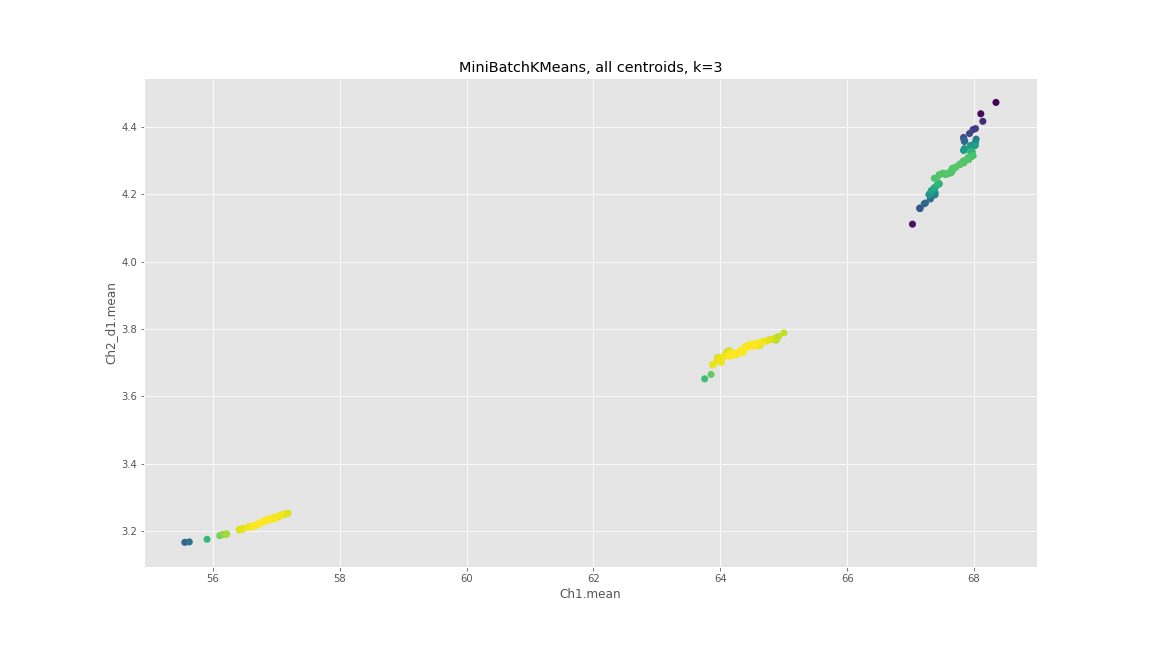 MiniBatchKMeans, all centroids, k=3
4.4
4.2
4.0
3.8
3.6
3.4
3.2
Ch2_d1.mean
56 58 60 62 64 66 68
Ch1.mean